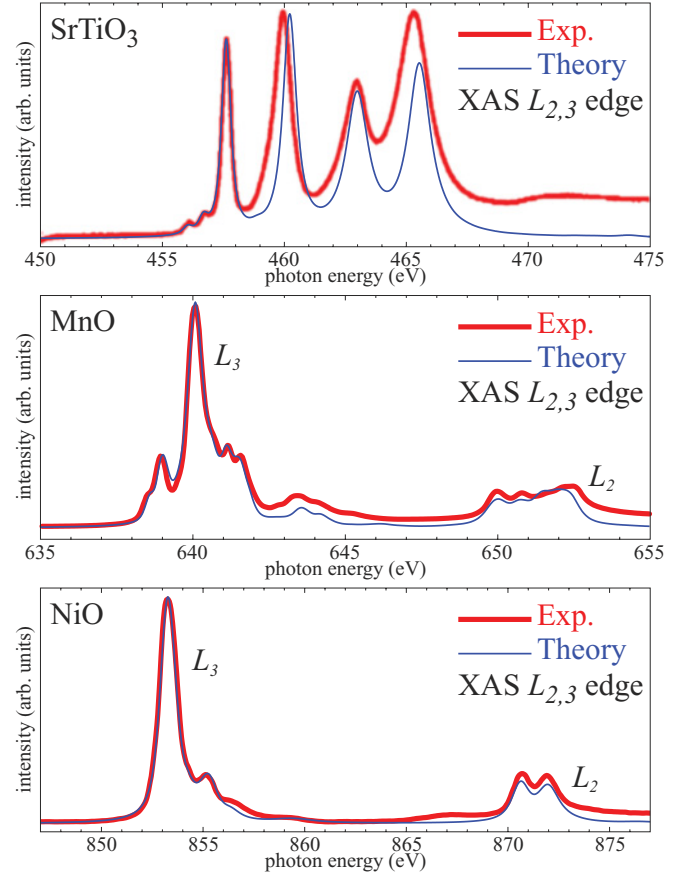 SrTiO3
Exp.
Theory
XAS L2,3 edge
intensity (arb. units)
450 455 460 465 470 475
photon energy (eV)
MnO
Exp.
Theory
XAS L2,3 edge
L3
L2
intensity (arb. units)
635 640 645 650 655
photon energy (eV)
NiO
Exp.
Theory
XAS L2,3 edge
L3
L2
intensity (arb. units)
850 855 860 865 870 875
photon energy (eV)